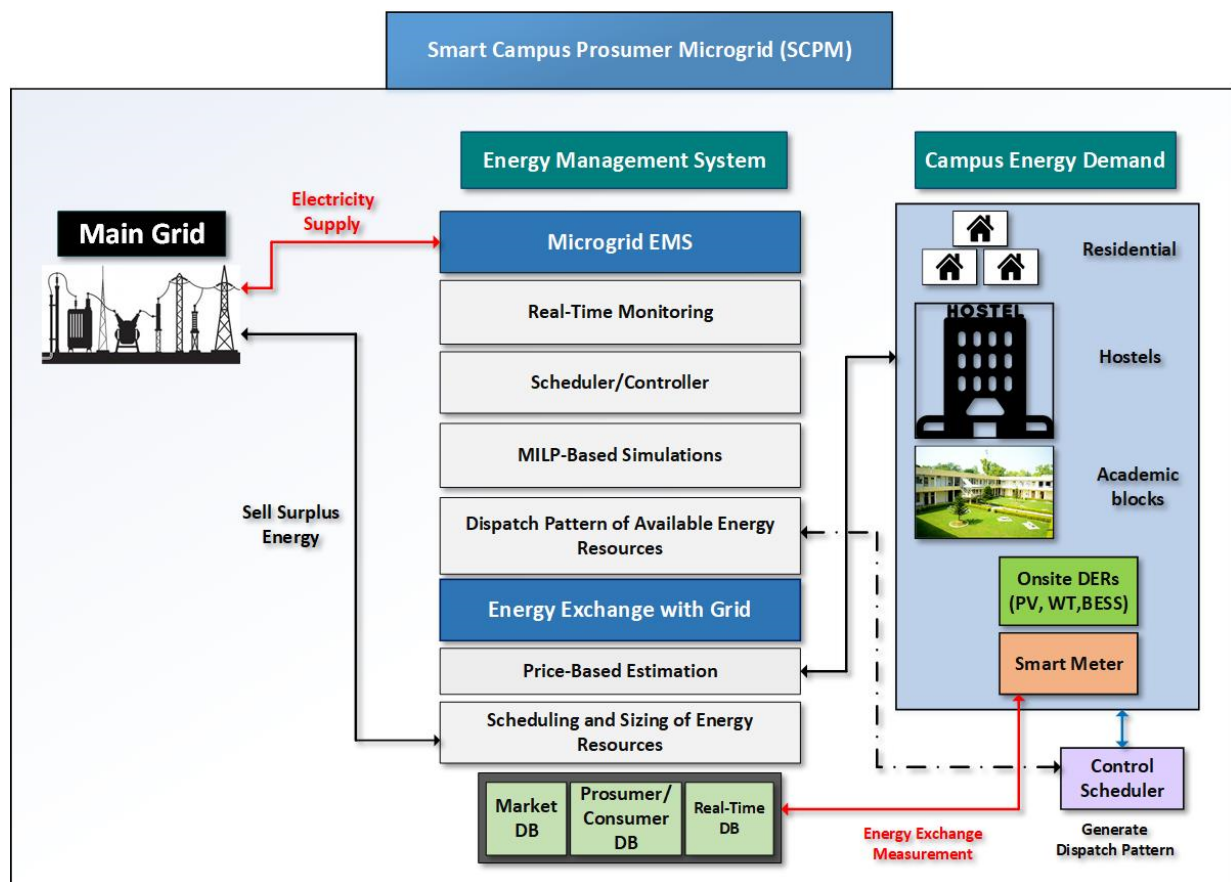 Smart Campus Prosumer Microgrid (SCPM)
Energy Management System
Campus Energy Demand
Main Grid
Electricity
Supply
Microgrid EMS
Real-Time Monitoring
Scheduler/Controller
MILP-Based Simulations
Dispatch Pattern of Available Energy
Resources
Energy Exchange with Grid
Price-Based Estimation
Scheduling and Sizing of Energy
Resources
Sell Surplus
Energy
Market
DB
Prosumer/
Consumer
DB
Real-Time
DB
Residential
HOSTEL
Hostels
Academic
blocks
Onsite DERs
(PV, WT,BESS)
Smart Meter
Control
Scheduler
Energy Exchange
Measurement
Generate
Dispatch Pattern